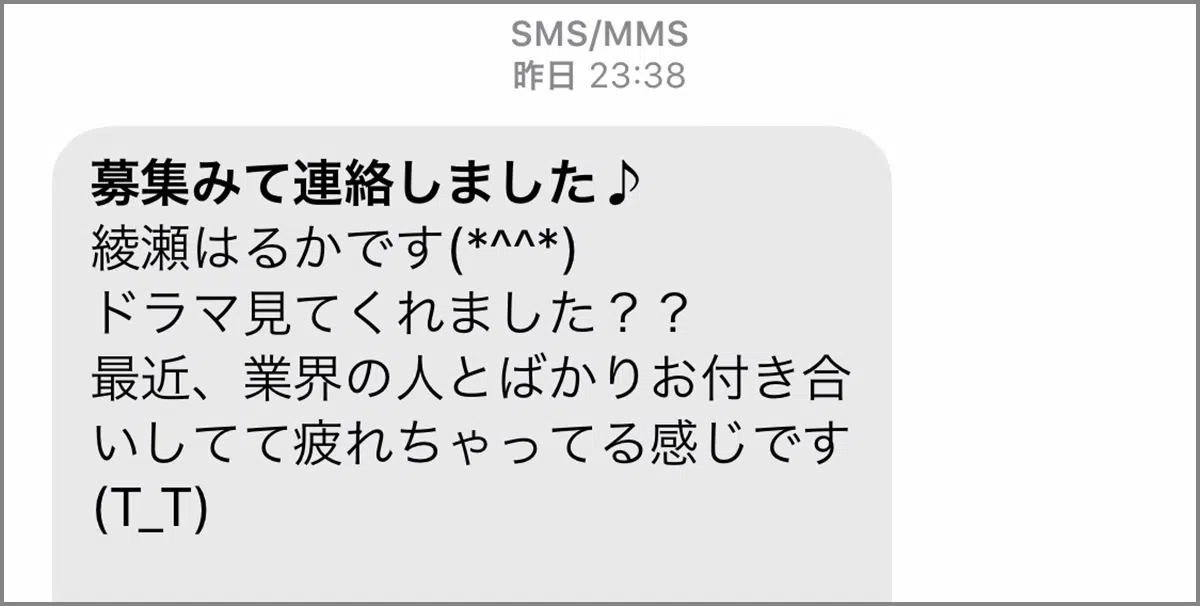 SMS/MMS
昨日 23:38
募集みて連絡しました♪
綾瀬はるかです(*^^*)
ドラマ見てくれました？？
最近、業界の人とばかりお付き合
いしてて疲れちゃってる感じです
(T_T)